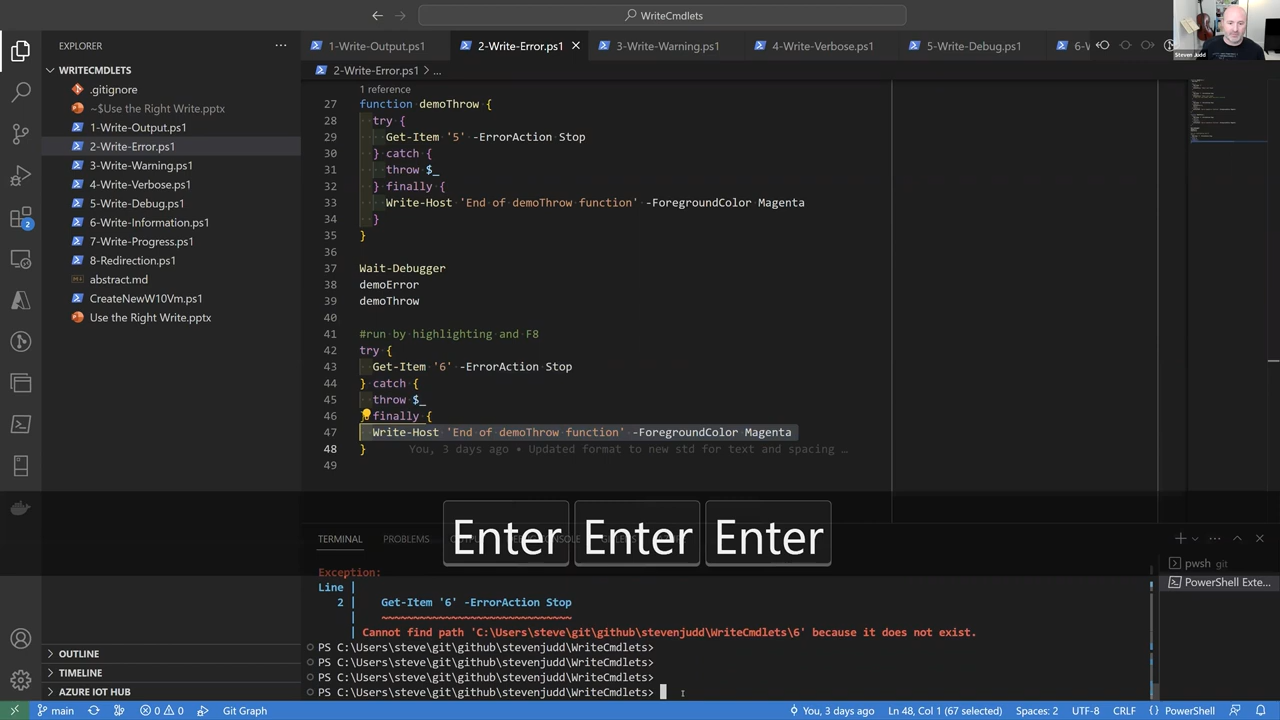 WriteCmdlets
Steven Judd
EXPLORER
WRITECMDLETS
.gitignore
~$Use the Right Write.pptx
1-Write-Output.ps1
2-Write-Error.ps1
3-Write-Warning.ps1
4-Write-Verbose.ps1
5-Write-Debug.ps1
6-Write-Information.ps1
7-Write-Progress.ps1
8-Redirection.ps1
abstract.md
CreateNewW10Vm.ps1
Use the Right Write.pptx
OUTLINE
TIMELINE
AZURE IOT HUB
2
1-Write-Output.ps1 2-Write-Error.ps1 3-Write-Warning.ps1 4-Write-Verbose.ps1 5-Write-Debug.ps1 6-W
2-Write-Error.ps1 > ...
1 reference
27 function demoThrow {
28 try {
29 Get-Item '5' -ErrorAction Stop
30 } catch {
31 throw $_
32 } finally {
33 Write-Host 'End of demoThrow function' -ForegroundColor Magenta
34 }
35 }
36
37 Wait-Debugger
38 demoError
39 demoThrow
40
41 #run by highlighting and F8
42 try {
43 Get-Item '6' -ErrorAction Stop
44 } catch {
45 throw $_
46 } finally {
47 Write-Host 'End of demoThrow function' -ForegroundColor Magenta
48 } You, 3 days ago • Updated format to new std for text and spacing …
49
Enter Enter Enter
TERMINAL PROBLEMS
pwsh git
PowerShell Exte...
Exception:
Line |
2 | Get-Item '6' -ErrorAction Stop
| ~~~~~~~~~~~~~~~~~~~~~~~~~~~~~~
| Cannot find path 'C:\Users\steve\git\github\stevenjudd\WriteCmdlets\6' because it does not exist.
PS C:\Users\steve\git\github\stevenjudd\WriteCmdlets>
PS C:\Users\steve\git\github\stevenjudd\WriteCmdlets>
PS C:\Users\steve\git\github\stevenjudd\WriteCmdlets>
PS C:\Users\steve\git\github\stevenjudd\WriteCmdlets>
main 0 0 Git Graph You, 3 days ago Ln 48, Col 1 (67 selected) Spaces: 2 UTF-8 CRLF {} PowerShell